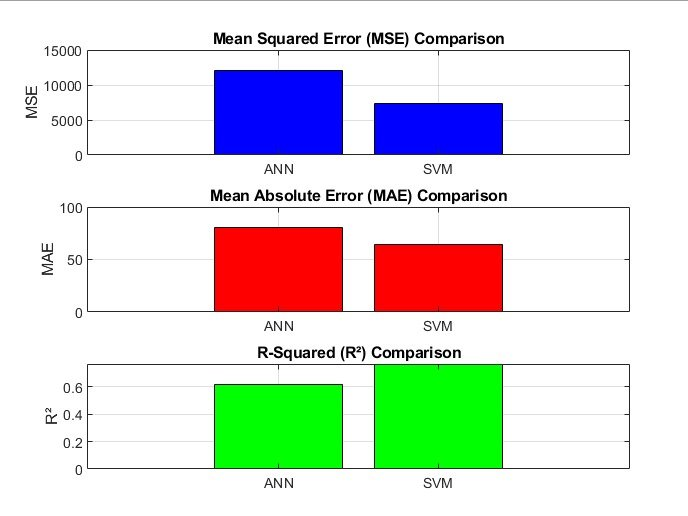 Mean Squared Error (MSE) Comparison
15000
10000
5000
0
MSE
ANN SVM
Mean Absolute Error (MAE) Comparison
100
50
0
MAE
ANN SVM
R-Squared (R²) Comparison
0.6
0.4
0.2
0
R²
ANN SVM